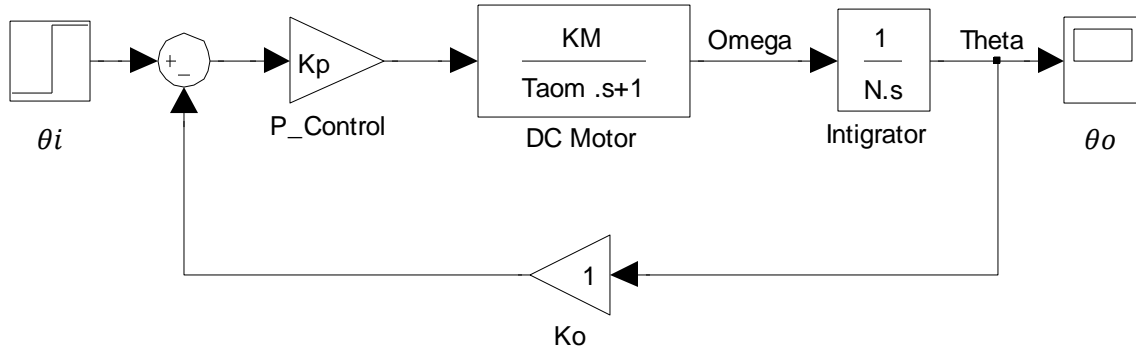 KM
1
Omega
Theta
+
−
Kp
Taom .s+1
N.s
P_Control
DC Motor
Intigrator
θi
θo
1
Ko